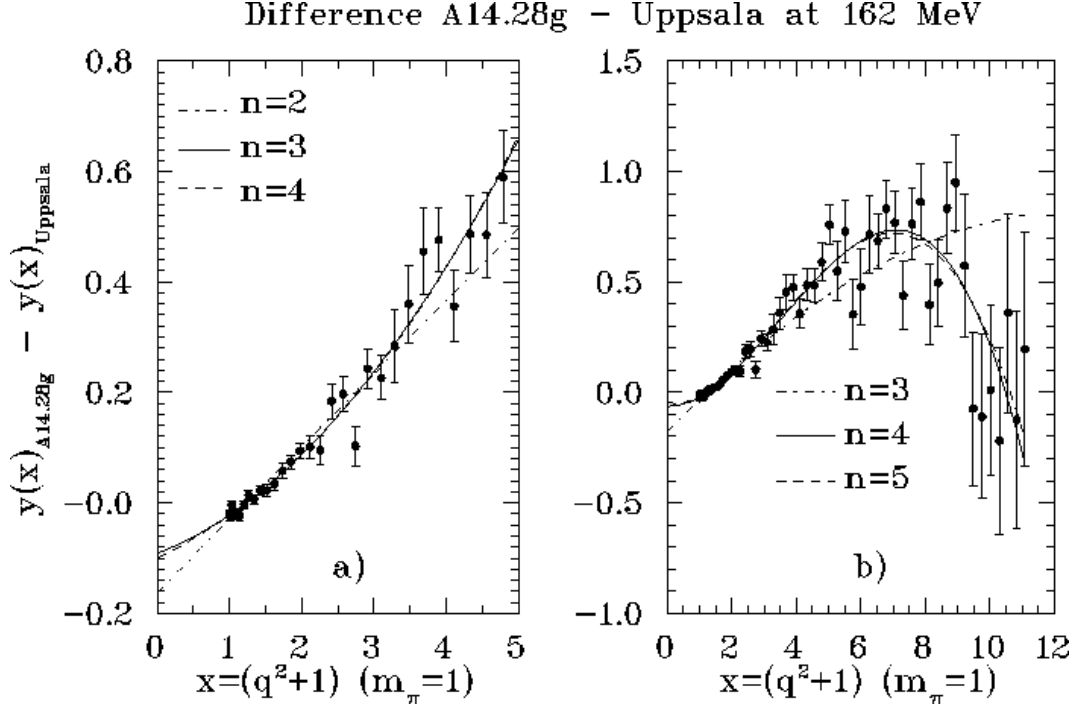 Difference A14.28g – Uppsala at 162 MeV
y(x)A14.28g – y(x)Uppsala
0.8
0.6
0.4
0.2
-0.0
-0.2
n=2
n=3
n=4
a)
0 1 2 3 4 5
x=(q²+1) (mπ=1)
1.5
1.0
0.5
0.0
-0.5
-1.0
n=3
n=4
n=5
b)
0 2 4 6 8 10 12
x=(q²+1) (mπ=1)